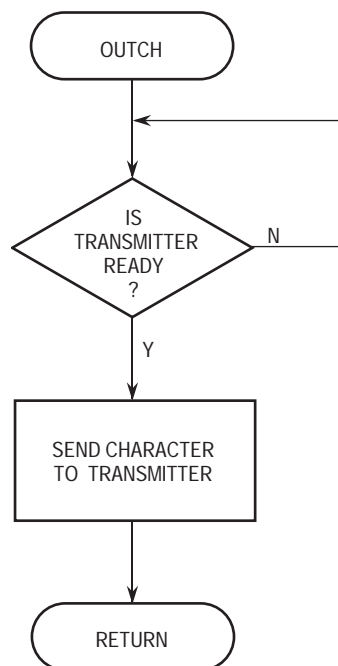 OUTCH
IS
TRANSMITTER
READY
?
N
Y
SEND CHARACTER
TO TRANSMITTER
RETURN